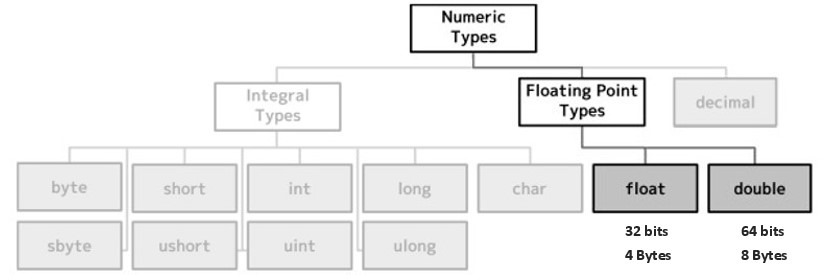 Numeric
Types
Integral
Types
Floating Point
Types
decimal
byte
short
int
long
char
float
double
sbyte
ushort
uint
ulong
32 bits
64 bits
4 Bytes
8 Bytes